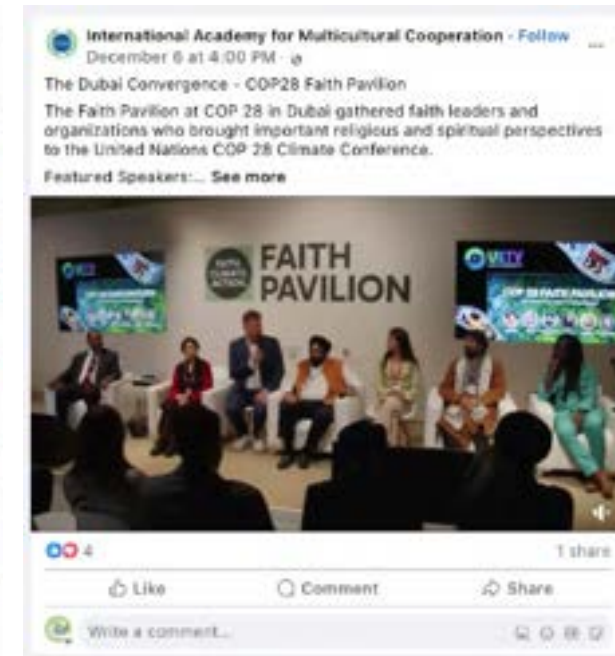 International Academy for Multicultural Cooperation · Follow
December 6 at 4:00 PM ·
The Dubai Convergence - COP28 Faith Pavilion
The Faith Pavilion at COP 28 in Dubai gathered faith leaders and
organizations who brought important religious and spiritual perspectives
to the United Nations COP 28 Climate Conference.
Featured Speakers:... See more
FAITH
CLIMATE
ACTION
FAITH
PAVILION
COP 28 FAITH PAVILION
4
1 share
Like
Comment
Share
Write a comment...